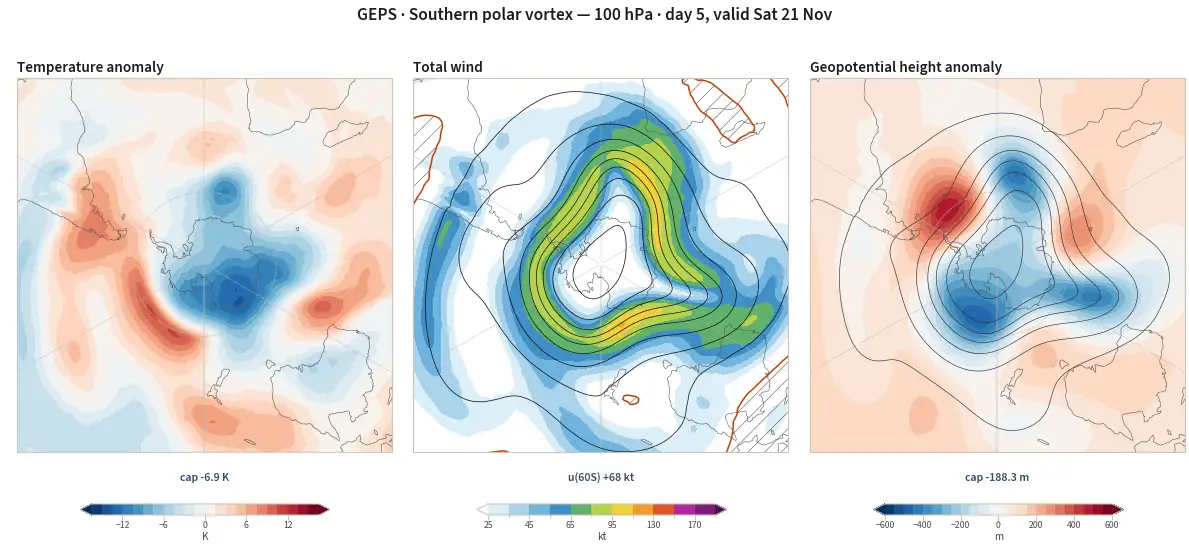 GEPS · Southern polar vortex — 100 hPa · day 5, valid Sat 21 Nov
Temperature anomaly
Total wind
Geopotential height anomaly
cap -6.9 K
u(60S) +68 kt
cap -188.3 m
−12 −6 0 6 12
K
25 45 65 95 130 170
kt
−600 −400 −200 0 200 400 600
m